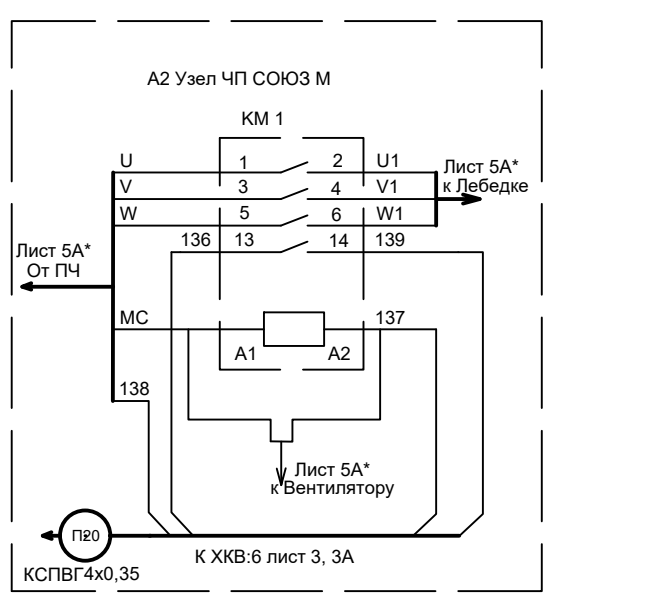 А2 Узел ЧП СОЮЗ М
КМ 1
U 1 2 U1
V 3 4 V1
W 5 6 W1
136 13 14 139
Лист 5А*
к Лебедке
Лист 5А*
От ПЧ
МС 137
А1 А2
138
Лист 5А*
к Вентилятору
П20
К ХКВ:6 лист 3, 3А
КСПВГ4х0,35